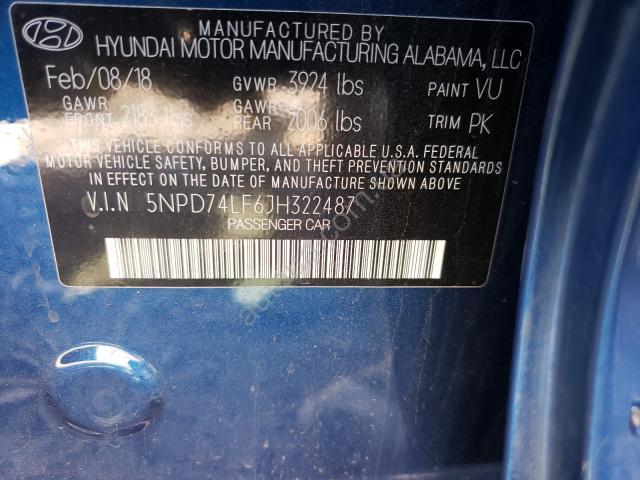 MANUFACTURED BY
HYUNDAI MOTOR MANUFACTURING ALABAMA, LLC
Feb/08/18 GVWR 3924 lbs PAINT VU
GAWR FRONT 2183 lbs GAWR REAR 2006 lbs TRIM PK
THIS VEHICLE CONFORMS TO ALL APPLICABLE U.S.A. FEDERAL
MOTOR VEHICLE SAFETY, BUMPER, AND THEFT PREVENTION STANDARDS
IN EFFECT ON THE DATE OF MANUFACTURE SHOWN ABOVE
V.I.N 5NPD74LF6JH322487
PASSENGER CAR